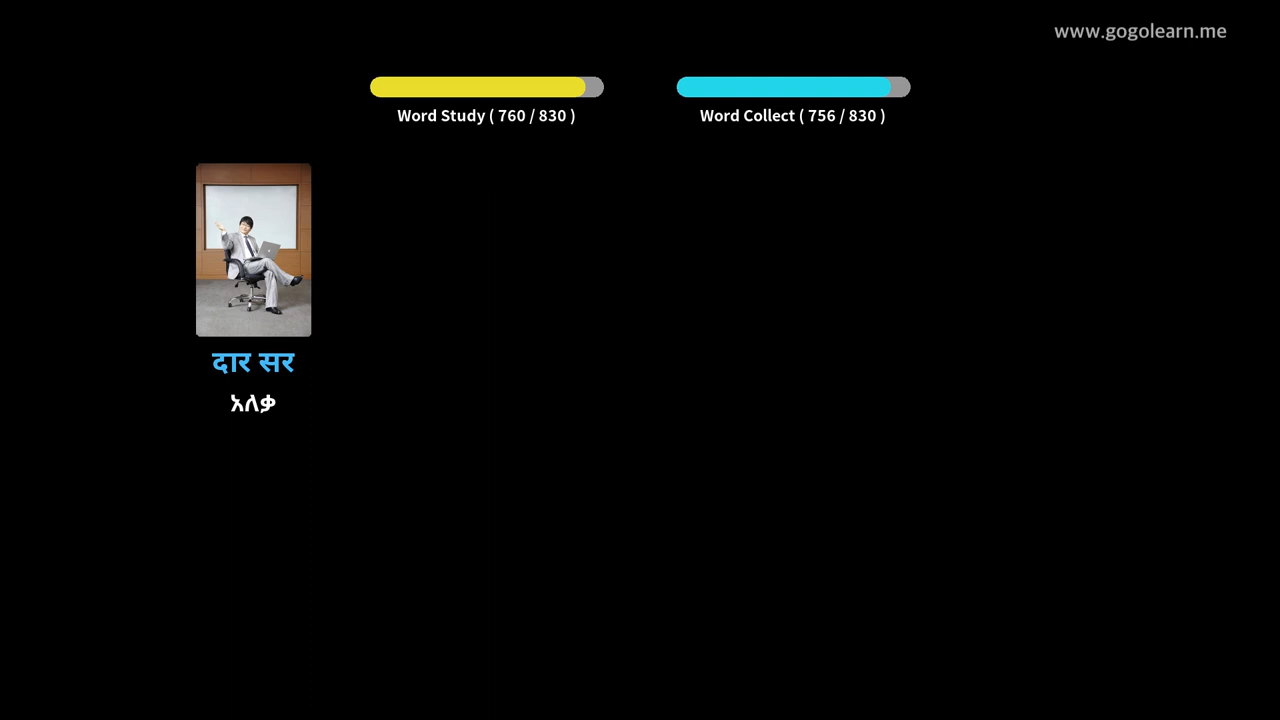 www.gogolearn.me
Word Study ( 760 / 830 )
Word Collect ( 756 / 830 )
दार सर
አለቃ